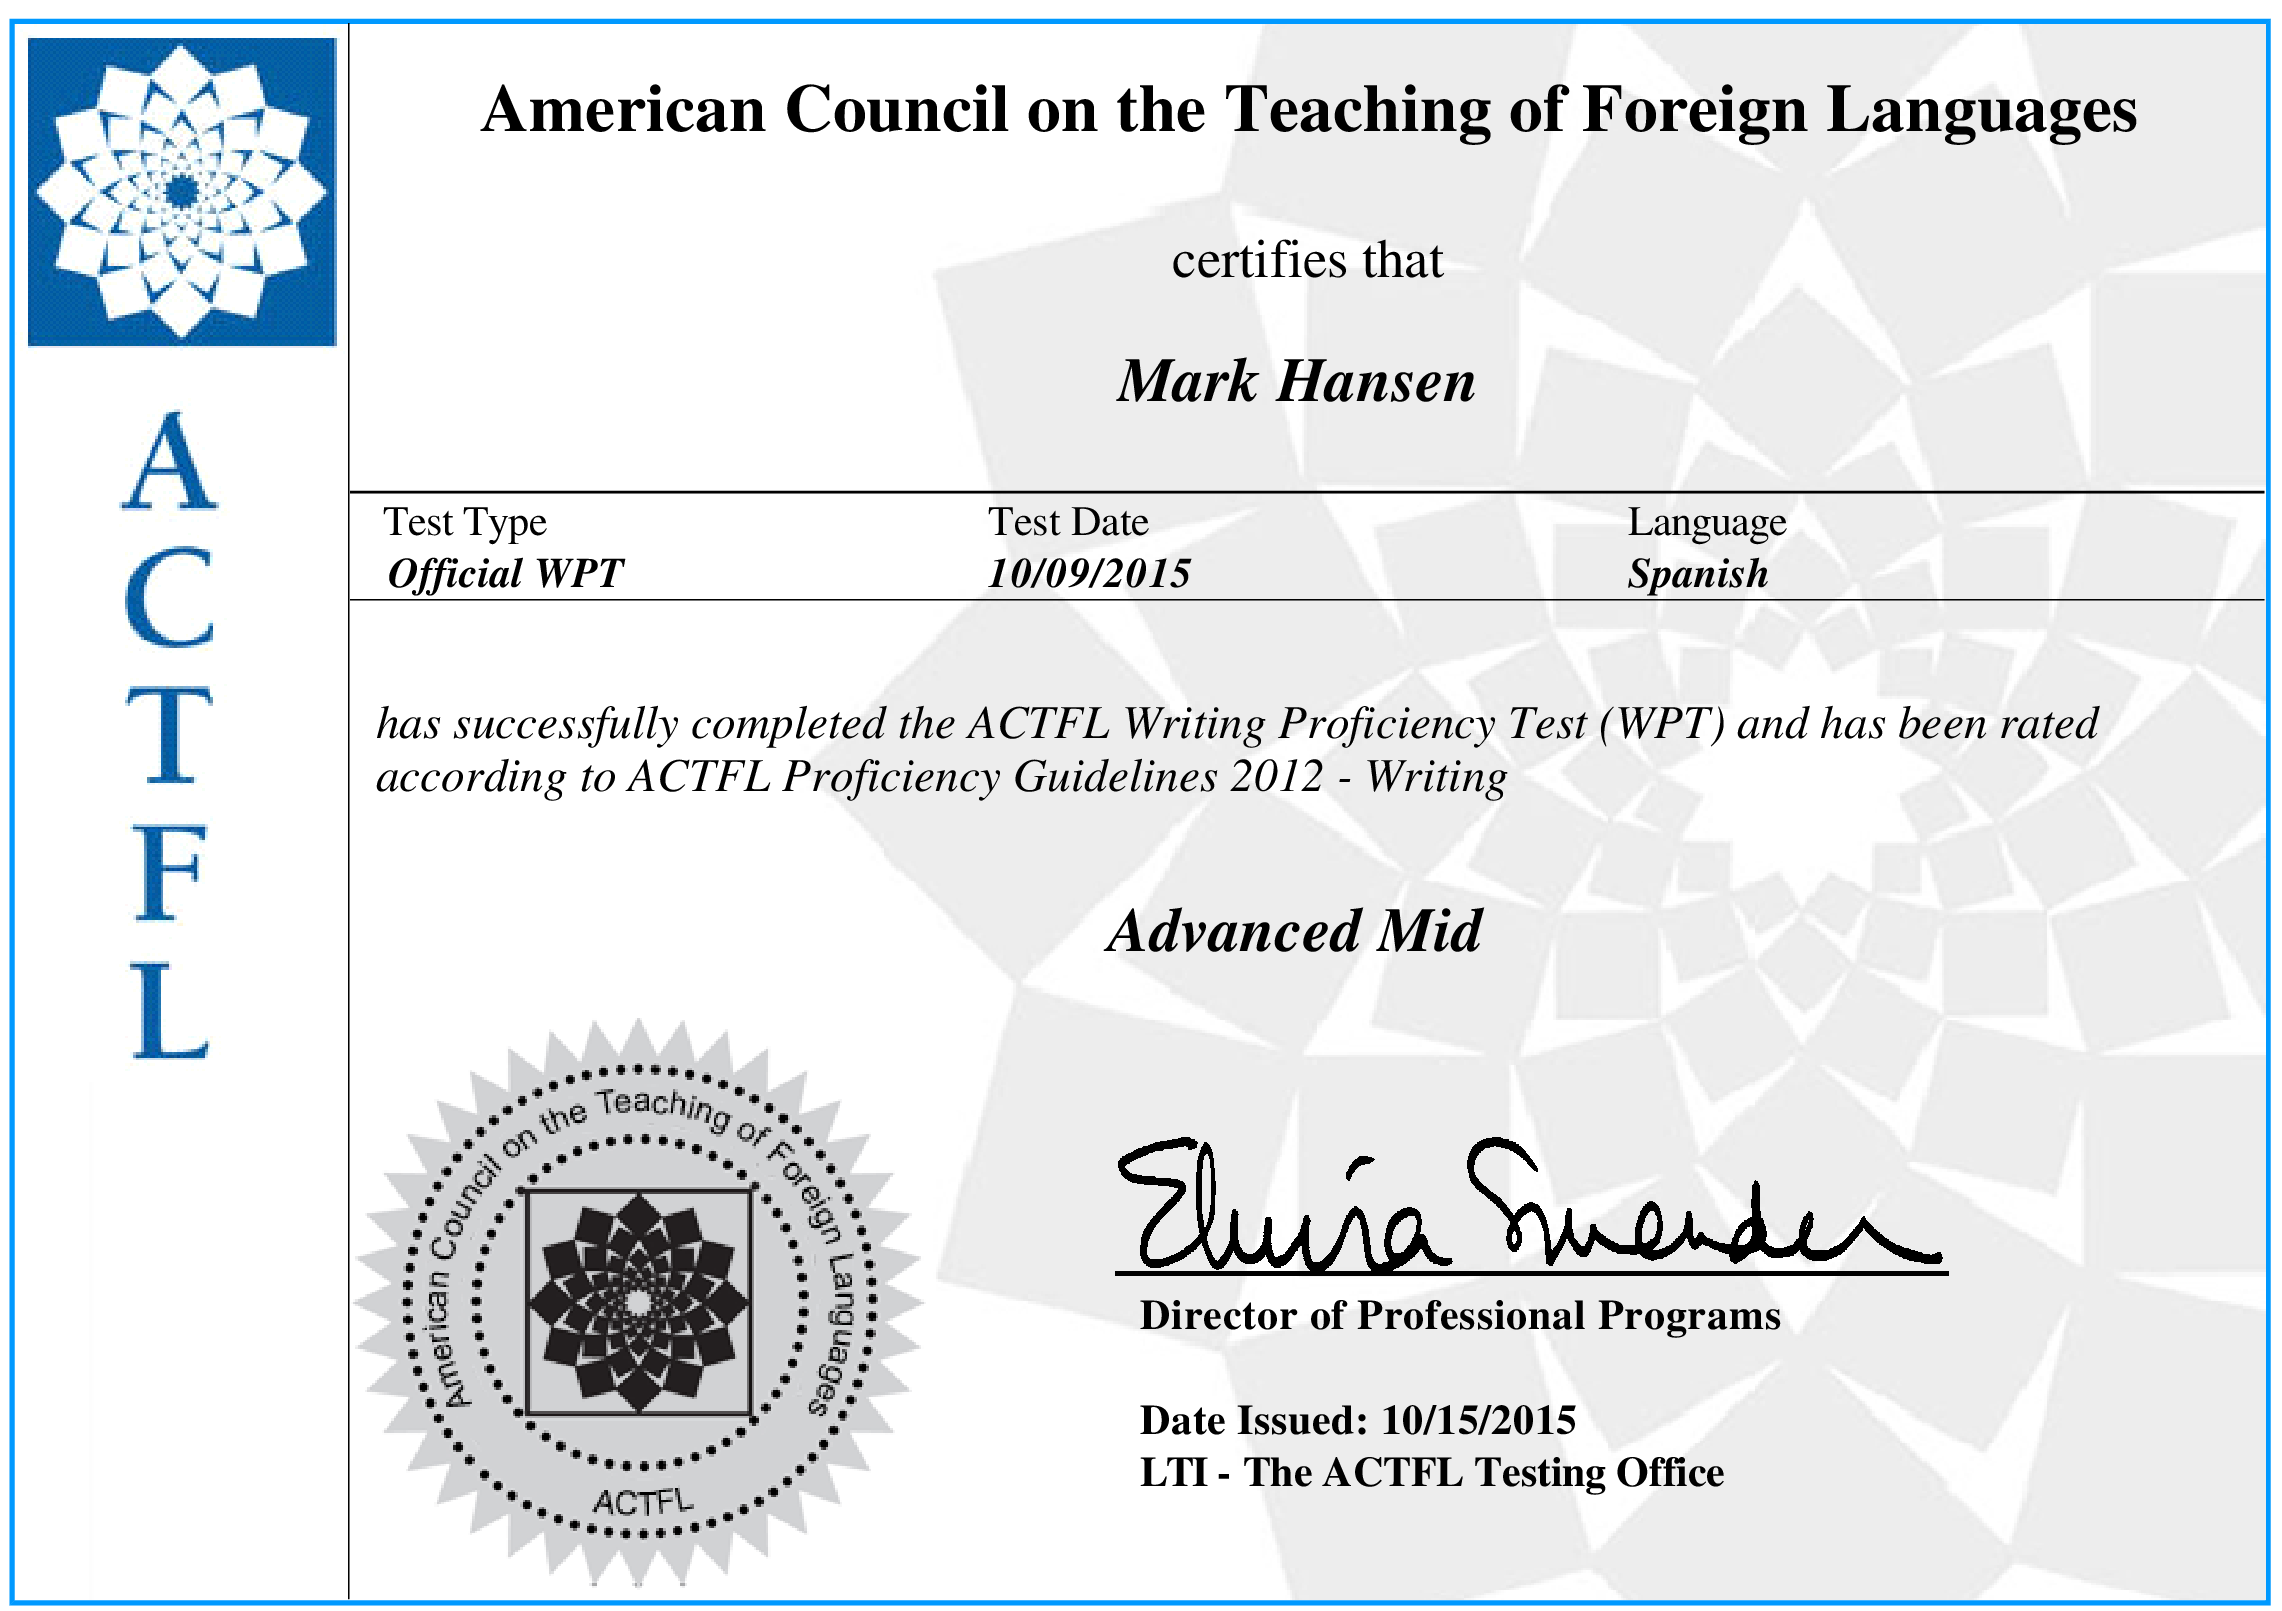 American Council on the Teaching of Foreign Languages
certifies that
Mark Hansen
A
C
T
F
L
Test Type
Test Date
Language
Official WPT
10/09/2015
Spanish
has successfully completed the ACTFL Writing Proficiency Test (WPT) and has been rated
according to ACTFL Proficiency Guidelines 2012 - Writing
Advanced Mid
American Council on the Teaching of Foreign Languages
ACTFL
Elvira Swender
Director of Professional Programs
Date Issued: 10/15/2015
LTI - The ACTFL Testing Office